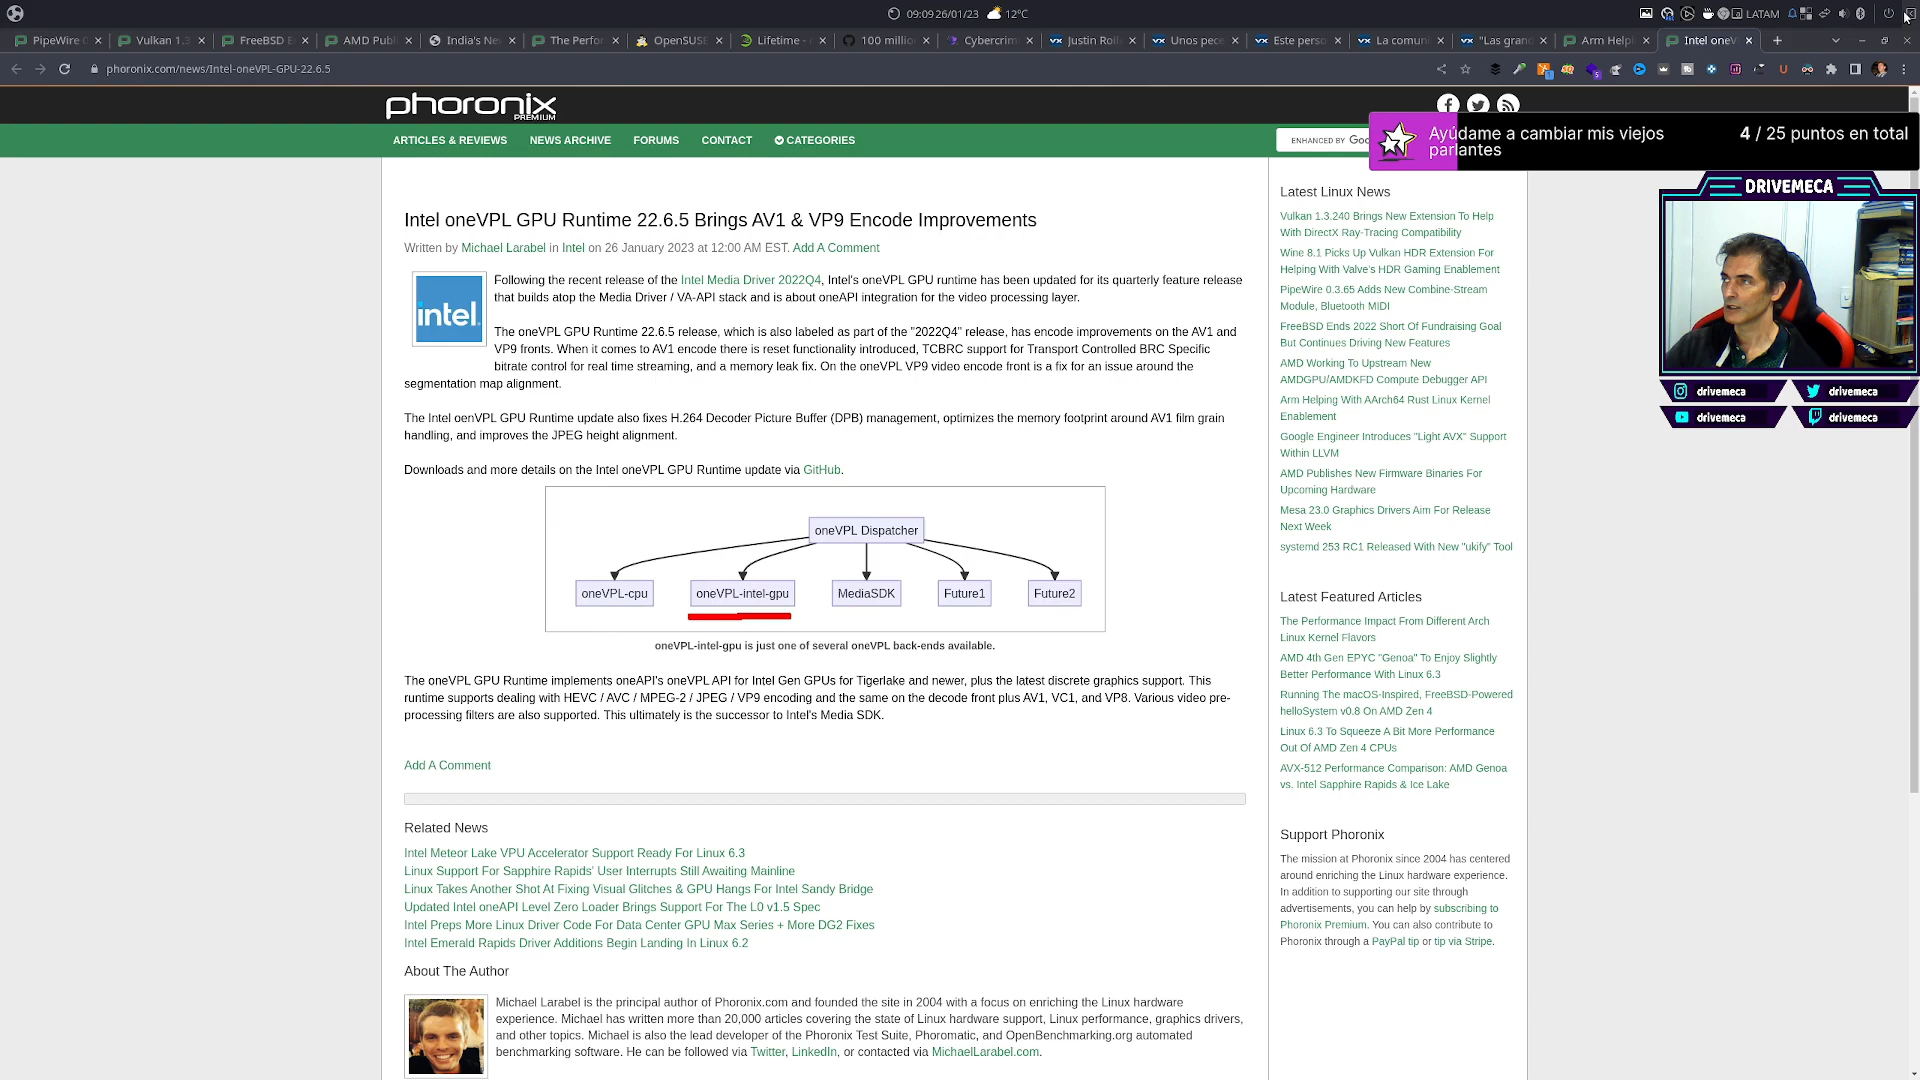 09:09 26/01/23
12°C
LATAM
PipeWire 0
Vulkan 1.3
FreeBSD E
AMD Publ
India's Ne
The Perfor
OpenSUSE
Lifetime -
100 millio
Cybercrim
Justin Roil
Unos pece
Este perso
La comuni
"Las grand
Arm Helpi
Intel oneV
phoronix.com/news/Intel-oneVPL-GPU-22.6.5
phoronix
PREMIUM
ARTICLES & REVIEWS
NEWS ARCHIVE
FORUMS
CONTACT
CATEGORIES
ENHANCED BY Goo
Ayúdame a cambiar mis viejos
parlantes
4 / 25 puntos en total
DRIVEMECA
drivemeca
drivemeca
drivemeca
drivemeca
Intel oneVPL GPU Runtime 22.6.5 Brings AV1 & VP9 Encode Improvements
Written by Michael Larabel in Intel on 26 January 2023 at 12:00 AM EST. Add A Comment
intel.
Following the recent release of the Intel Media Driver 2022Q4, Intel's oneVPL GPU runtime has been updated for its quarterly feature release
that builds atop the Media Driver / VA-API stack and is about oneAPI integration for the video processing layer.
The oneVPL GPU Runtime 22.6.5 release, which is also labeled as part of the "2022Q4" release, has encode improvements on the AV1 and
VP9 fronts. When it comes to AV1 encode there is reset functionality introduced, TCBRC support for Transport Controlled BRC Specific
bitrate control for real time streaming, and a memory leak fix. On the oneVPL VP9 video encode front is a fix for an issue around the
segmentation map alignment.
The Intel oenVPL GPU Runtime update also fixes H.264 Decoder Picture Buffer (DPB) management, optimizes the memory footprint around AV1 film grain
handling, and improves the JPEG height alignment.
Downloads and more details on the Intel oneVPL GPU Runtime update via GitHub.
oneVPL Dispatcher
oneVPL-cpu
oneVPL-intel-gpu
MediaSDK
Future1
Future2
oneVPL-intel-gpu is just one of several oneVPL back-ends available.
The oneVPL GPU Runtime implements oneAPI's oneVPL API for Intel Gen GPUs for Tigerlake and newer, plus the latest discrete graphics support. This
runtime supports dealing with HEVC / AVC / MPEG-2 / JPEG / VP9 encoding and the same on the decode front plus AV1, VC1, and VP8. Various video pre-
processing filters are also supported. This ultimately is the successor to Intel's Media SDK.
Add A Comment
Related News
Intel Meteor Lake VPU Accelerator Support Ready For Linux 6.3
Linux Support For Sapphire Rapids' User Interrupts Still Awaiting Mainline
Linux Takes Another Shot At Fixing Visual Glitches & GPU Hangs For Intel Sandy Bridge
Updated Intel oneAPI Level Zero Loader Brings Support For The L0 v1.5 Spec
Intel Preps More Linux Driver Code For Data Center GPU Max Series + More DG2 Fixes
Intel Emerald Rapids Driver Additions Begin Landing In Linux 6.2
About The Author
Michael Larabel is the principal author of Phoronix.com and founded the site in 2004 with a focus on enriching the Linux hardware
experience. Michael has written more than 20,000 articles covering the state of Linux hardware support, Linux performance, graphics drivers,
and other topics. Michael is also the lead developer of the Phoronix Test Suite, Phoromatic, and OpenBenchmarking.org automated
benchmarking software. He can be followed via Twitter, LinkedIn, or contacted via MichaelLarabel.com.
Latest Linux News
Vulkan 1.3.240 Brings New Extension To Help
With DirectX Ray-Tracing Compatibility
Wine 8.1 Picks Up Vulkan HDR Extension For
Helping With Valve's HDR Gaming Enablement
PipeWire 0.3.65 Adds New Combine-Stream
Module, Bluetooth MIDI
FreeBSD Ends 2022 Short Of Fundraising Goal
But Continues Driving New Features
AMD Working To Upstream New
AMDGPU/AMDKFD Compute Debugger API
Arm Helping With AArch64 Rust Linux Kernel
Enablement
Google Engineer Introduces "Light AVX" Support
Within LLVM
AMD Publishes New Firmware Binaries For
Upcoming Hardware
Mesa 23.0 Graphics Drivers Aim For Release
Next Week
systemd 253 RC1 Released With New "ukify" Tool
Latest Featured Articles
The Performance Impact From Different Arch
Linux Kernel Flavors
AMD 4th Gen EPYC "Genoa" To Enjoy Slightly
Better Performance With Linux 6.3
Running The macOS-Inspired, FreeBSD-Powered
helloSystem v0.8 On AMD Zen 4
Linux 6.3 To Squeeze A Bit More Performance
Out Of AMD Zen 4 CPUs
AVX-512 Performance Comparison: AMD Genoa
vs. Intel Sapphire Rapids & Ice Lake
Support Phoronix
The mission at Phoronix since 2004 has centered
around enriching the Linux hardware experience.
In addition to supporting our site through
advertisements, you can help by subscribing to
Phoronix Premium. You can also contribute to
Phoronix through a PayPal tip or tip via Stripe.